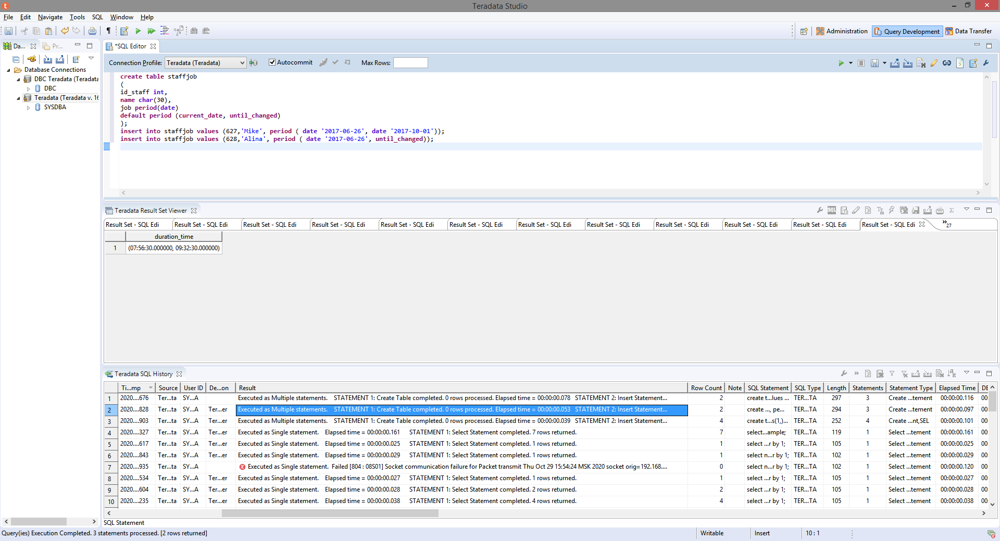 Teradata Studio
File Edit Navigate Tools SQL Window Help
Administration Query Development Data Transfer
Da... Pr... *SQL Editor
Connection Profile: Teradata (Teradata) Autocommit Max Rows:
Database Connections
DBC Teradata (Teradata
DBC
Teradata (Teradata v. 16
SYSDBA
create table staffjob
(
id_staff int,
name char(30),
job period(date)
default period (current_date, until_changed)
);
insert into staffjob values (627,'Mike', period ( date '2017-06-26', date '2017-10-01'));
insert into staffjob values (628,'Alina', period ( date '2017-06-26', until_changed));
Teradata Result Set Viewer
Result Set - SQL Edi Result Set - SQL Edi Result Set - SQL Edi Result Set - SQL Edi Result Set - SQL Edi Result Set - SQL Edi Result Set - SQL Edi Result Set - SQL Edi Result Set - SQL Edi Result Set - SQL Edi Result Set - SQL Edi Result Set - SQL Edi »27
duration_time
1 (07:56:30.000000, 09:32:30.000000)
Teradata SQL History
Ti...mp Source User ID De...on Result Row Count Note SQL Statement SQL Type Length Statements Statement Type Elapsed Time DE
1 2020....676 Ter...ta SY...A Executed as Multiple statements. STATEMENT 1: Create Table completed. 0 rows processed. Elapsed time = 00:00:00.078 STATEMENT 2: Insert Statement... 2 create t...lues ... TER...TA 297 3 Create ...tement 00:00:00.116 00:
2 2020....828 Ter...ta SY...A Ter...er Executed as Multiple statements. STATEMENT 1: Create Table completed. 0 rows processed. Elapsed time = 00:00:00.053 STATEMENT 2: Insert Statement... 2 create ..., pe... TER...TA 294 3 Create ...tement 00:00:00.097 00:
3 2020....903 Ter...ta SY...A Ter...er Executed as Multiple statements. STATEMENT 1: Create Table completed. 0 rows processed. Elapsed time = 00:00:00.039 STATEMENT 2: Insert Statement... 4 create t...s(1,)... TER...TA 252 4 Create ...nt,SEL 00:00:00.101 00:
4 2020....327 Ter...ta SY...A Ter...er Executed as Single statement. Elapsed time = 00:00:00.161 STATEMENT 1: Select Statement completed. 7 rows returned. 7 select...ample; TER...TA 119 1 Select ...tement 00:00:00.161 00:
5 2020....617 Ter...ta SY...A Ter...er Executed as Single statement. Elapsed time = 00:00:00.025 STATEMENT 1: Select Statement completed. 1 rows returned. 1 select ...r by 1; TER...TA 105 1 Select ...tement 00:00:00.025 00:
6 2020....843 Ter...ta SY...A Ter...er Executed as Single statement. Elapsed time = 00:00:00.029 STATEMENT 1: Select Statement completed. 1 rows returned. 1 select n...r by 1; TER...TA 102 1 Select ...tement 00:00:00.029 00:
7 2020....935 Ter...ta SY...A Executed as Single statement. Failed [804 : 08S01] Socket communication failure for Packet transmit Thu Oct 29 15:54:24 MSK 2020 socket orig=192.168.... 0 select n...r by 1; TER...TA 102 1 Select ...tement 00:00:00.120 00:
8 2020....534 Ter...ta SY...A Ter...er Executed as Single statement. Elapsed time = 00:00:00.027 STATEMENT 1: Select Statement completed. 1 rows returned. 1 select ...r by 1; TER...TA 105 1 Select ...tement 00:00:00.027 00:
9 2020....604 Ter...ta SY...A Ter...er Executed as Single statement. Elapsed time = 00:00:00.028 STATEMENT 1: Select Statement completed. 2 rows returned. 2 select ...r by 1; TER...TA 105 1 Select ...tement 00:00:00.028 00:
10 2020....235 Ter...ta SY...A Ter...er Executed as Single statement. Elapsed time = 00:00:00.038 STATEMENT 1: Select Statement completed. 4 rows returned. 4 select ...r by 1; TER...TA 105 1 Select ...tement 00:00:00.038 00:
SQL Statement
Query(ies) Execution Completed. 3 statements processed. [2 rows returned] Writable Insert 10 : 1